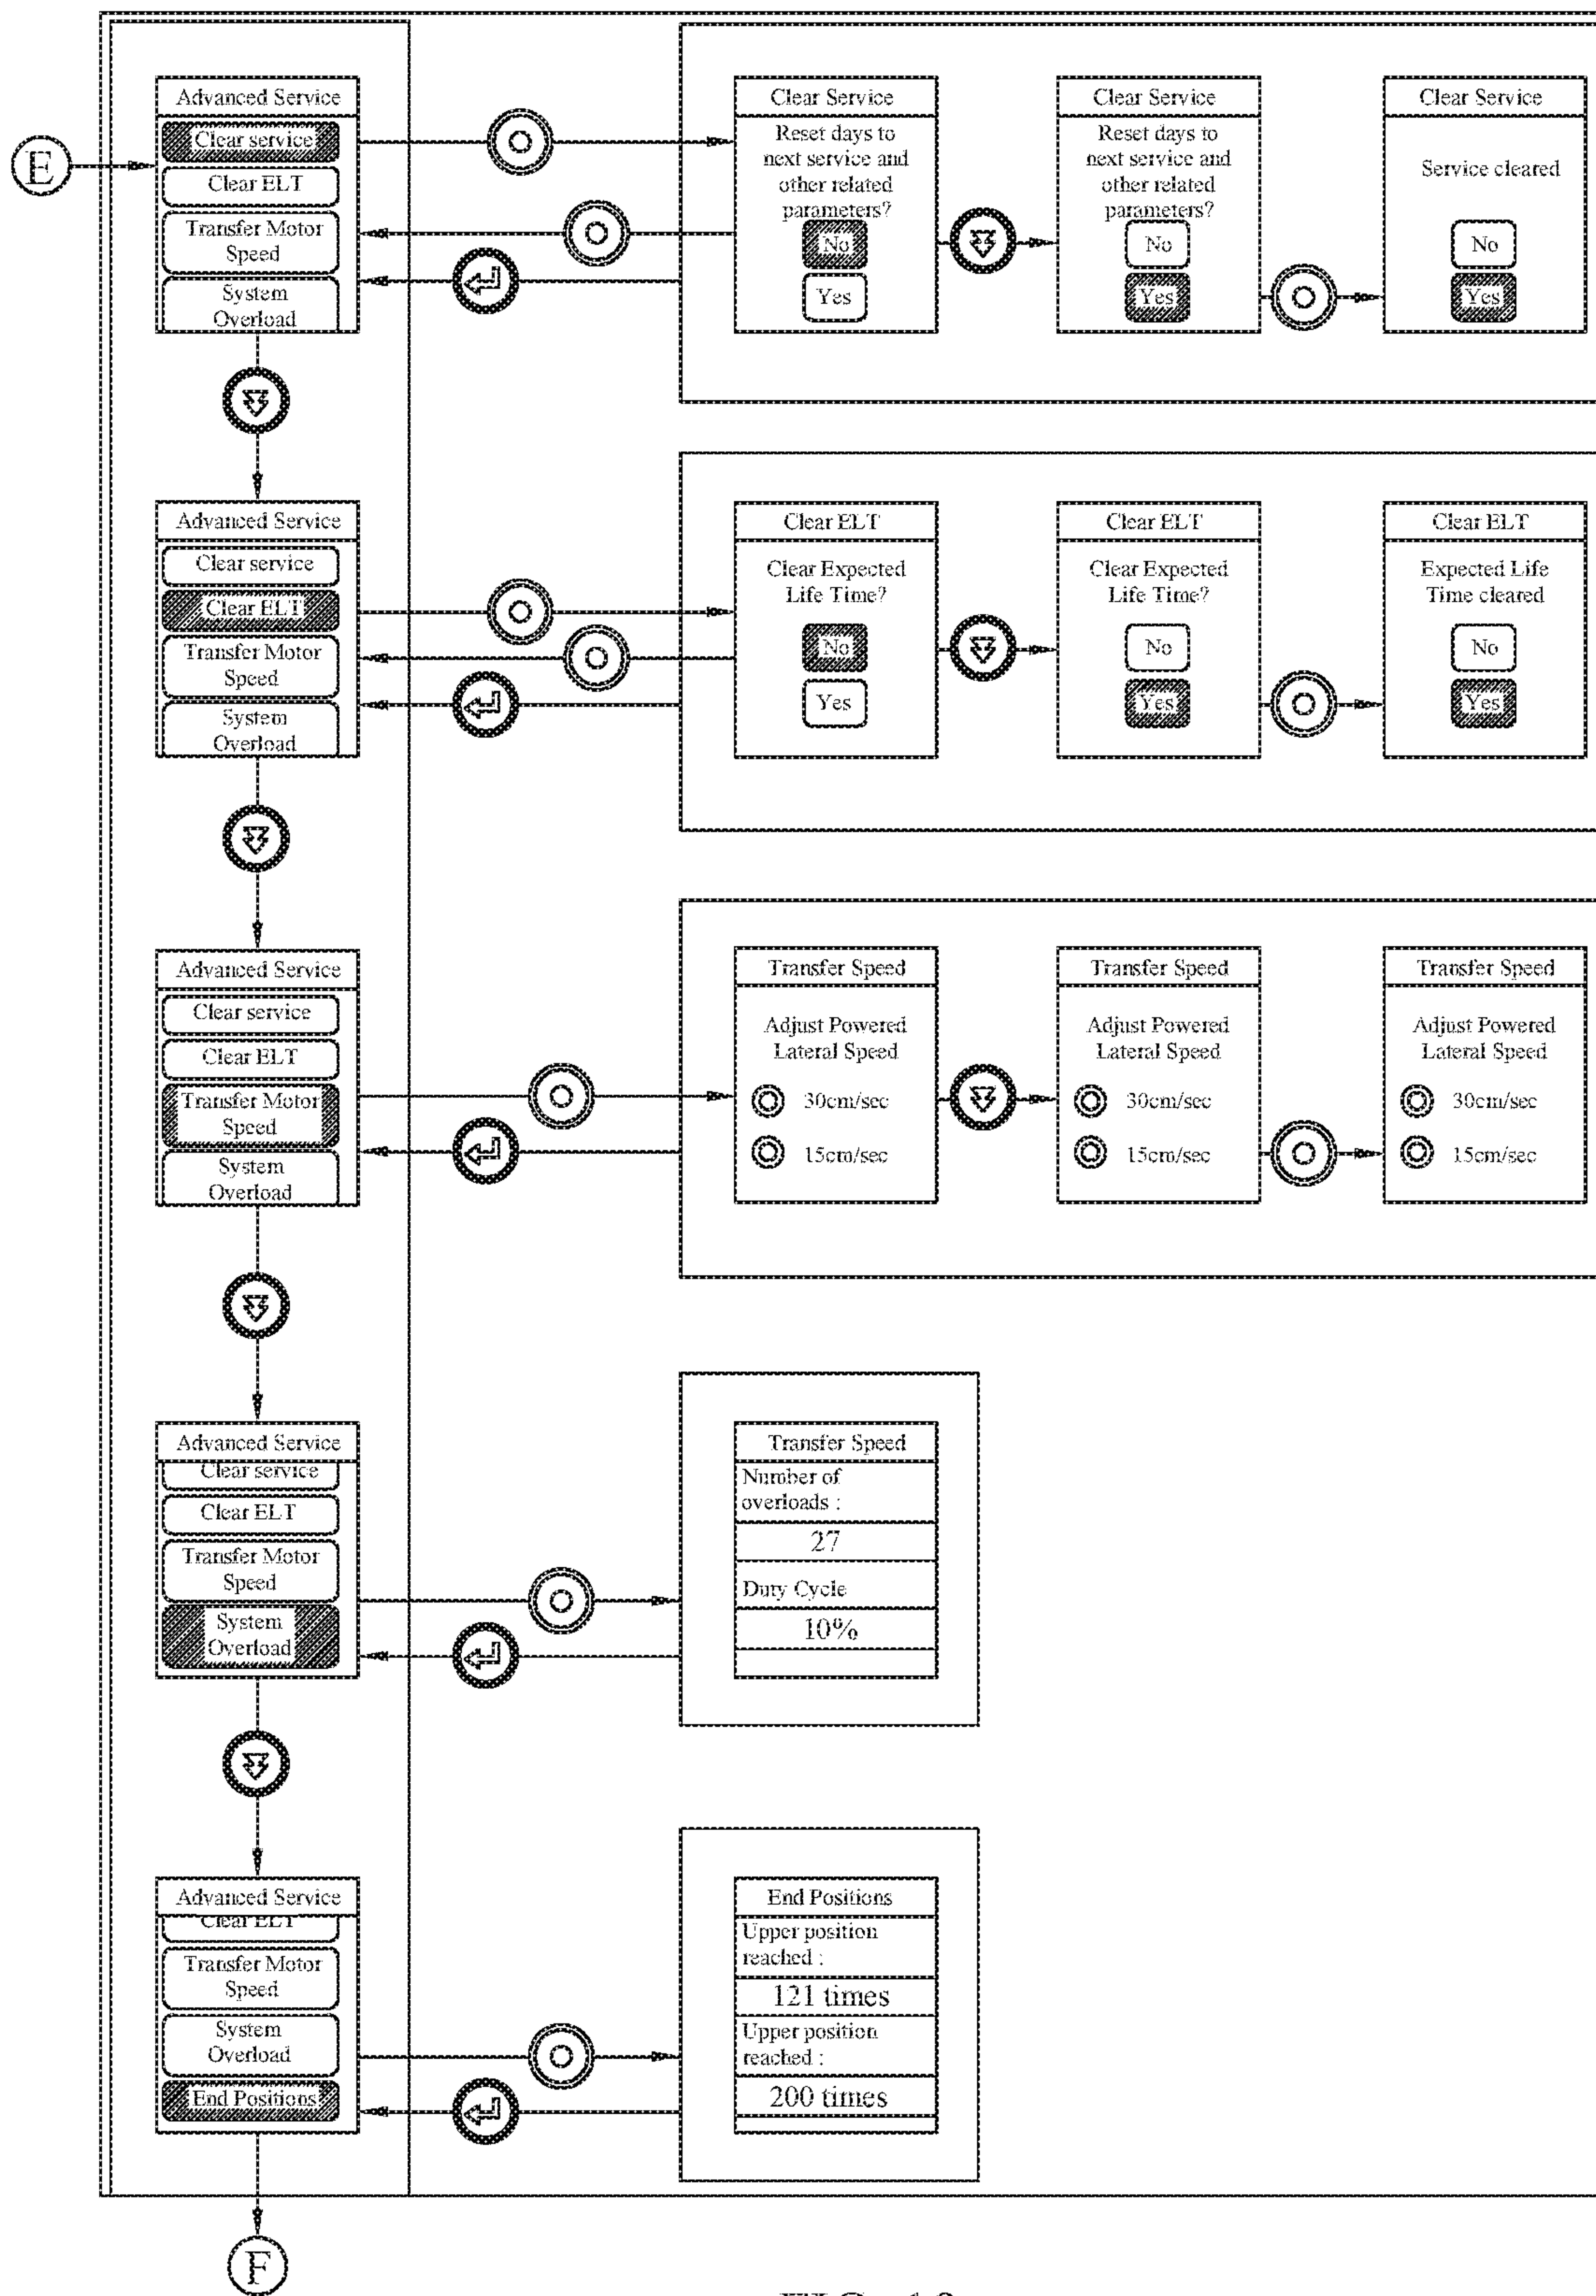 E
Advanced Service
Clear service
Clear ELT
Transfer Motor
Speed
System
Overload
Clear Service
Reset days to
next service and
other related
parameters?
No
Yes
Clear Service
Reset days to
next service and
other related
parameters?
No
Yes
Clear Service
Service cleared
No
Yes
Advanced Service
Clear service
Clear ELT
Transfer Motor
Speed
System
Overload
Clear ELT
Clear Expected
Life Time?
No
Yes
Clear ELT
Clear Expected
Life Time?
No
Yes
Clear ELT
Expected Life
Time cleared
No
Yes
Advanced Service
Clear service
Clear ELT
Transfer Motor
Speed
System
Overload
Transfer Speed
Adjust Powered
Lateral Speed
30cm/sec
15cm/sec
Transfer Speed
Adjust Powered
Lateral Speed
30cm/sec
15cm/sec
Transfer Speed
Adjust Powered
Lateral Speed
30cm/sec
15cm/sec
Advanced Service
Clear service
Clear ELT
Transfer Motor
Speed
System
Overload
Transfer Speed
Number of
overloads :
27
Duty Cycle
10%
Advanced Service
Clear ELT
Transfer Motor
Speed
System
Overload
End Positions
End Positions
Upper position
reached :
121 times
Upper position
reached :
200 times
F